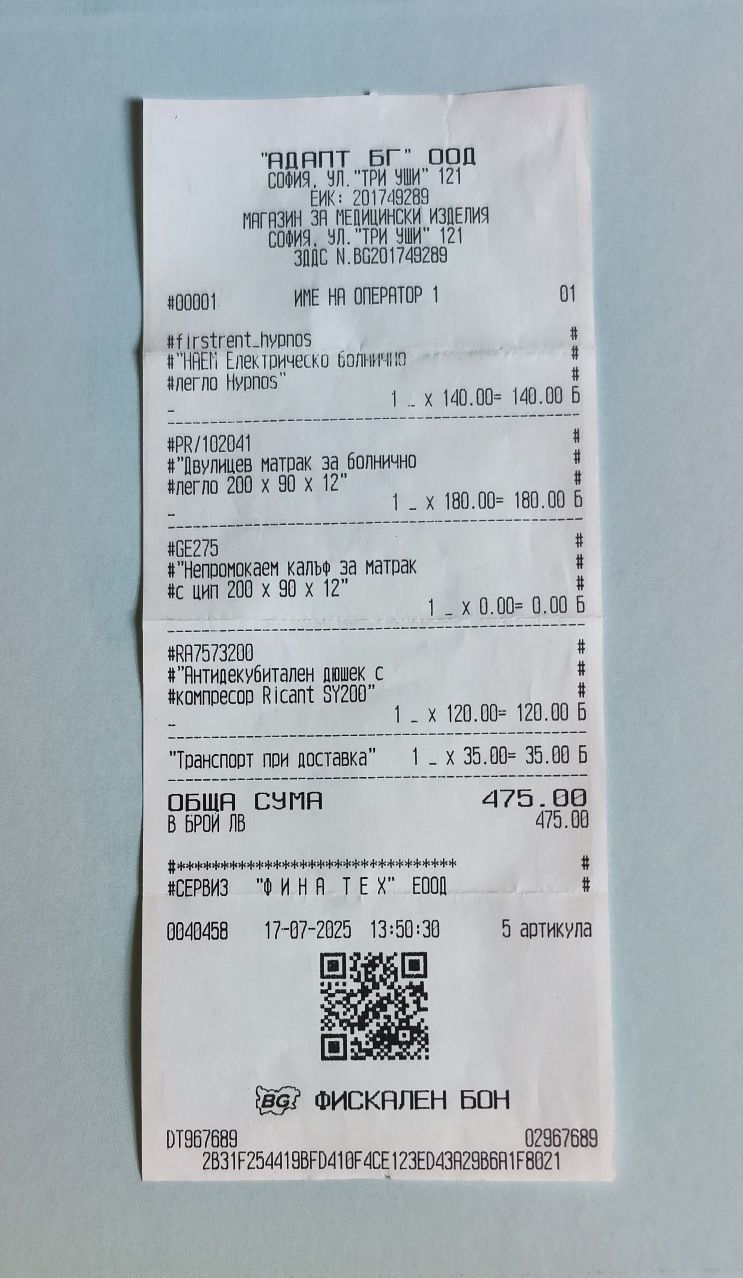 "АДАПТ БГ" ООД
СОФИЯ, УЛ."ТРИ УШИ" 121
ЕИК: 201749289
МАГАЗИН ЗА МЕДИЦИНСКИ ИЗДЕЛИЯ
СОФИЯ, УЛ."ТРИ УШИ" 121
ЗДДС N.BG201749289
#00001 ИМЕ НА ОПЕРАТОР 1 01
#firstrent_hypnos #
#"НАЕМ Електрическо болнично #
#легло Hypnos" #
_ 1 _ x 140.00= 140.00 Б
#PR/102041 #
#"Двулицев матрак за болнично #
#легло 200 x 90 x 12" #
_ 1 _ x 180.00= 180.00 Б
#GE275 #
#"Непромокаем калъф за матрак #
#с цип 200 x 90 x 12" #
1 _ x 0.00= 0.00 Б
#RA7573200 #
#"Антидекубитален дюшек с #
#компресор Ricant SY200" #
_ 1 _ x 120.00= 120.00 Б
"Транспорт при доставка" 1 _ x 35.00= 35.00 Б
ОБЩА СУМА 475.00
В БРОЙ ЛВ 475.00
#******************************** #
#СЕРВИЗ "Ф И Н А Т Е Х" ЕООД #
0040458 17-07-2025 13:50:30 5 артикула
BG ФИСКАЛЕН БОН
DT967689 02967689
2B31F254419BFD410F4CE123ED43A29B6A1F8021